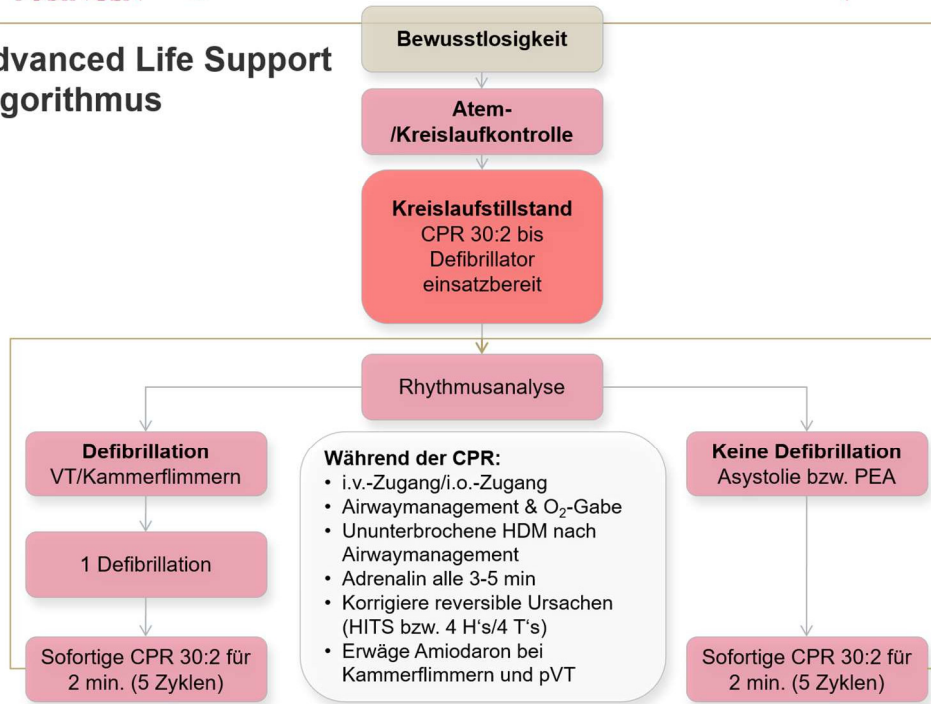 dvanced Life Support
gorithmus
Bewusstlosigkeit
Atem-
/Kreislaufkontrolle
Kreislaufstillstand
CPR 30:2 bis
Defibrillator
einsatzbereit
Rhythmusanalyse
Defibrillation
VT/Kammerflimmern
1 Defibrillation
Sofortige CPR 30:2 für
2 min. (5 Zyklen)
Während der CPR:
• i.v.-Zugang/i.o.-Zugang
• Airwaymanagement & O₂-Gabe
• Ununterbrochene HDM nach
Airwaymanagement
• Adrenalin alle 3-5 min
• Korrigiere reversible Ursachen
(HITS bzw. 4 H's/4 T's)
• Erwäge Amiodaron bei
Kammerflimmern und pVT
Keine Defibrillation
Asystolie bzw. PEA
Sofortige CPR 30:2 für
2 min. (5 Zyklen)